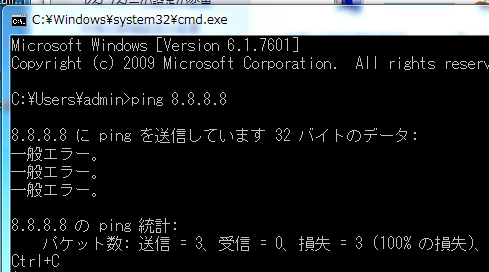 C:¥Windows¥system32¥cmd.exe
Microsoft Windows [Version 6.1.7601]
Copyright (c) 2009 Microsoft Corporation. All rights
C:¥Users¥admin>ping 8.8.8.8
8.8.8.8 に ping を送信しています 32 バイトのデータ:
一般エラー。
一般エラー。
一般エラー。
8.8.8.8 の ping 統計:
パケット数: 送信 = 3、受信 = 0、損失 = 3 (100% の損失)、
Ctrl+C